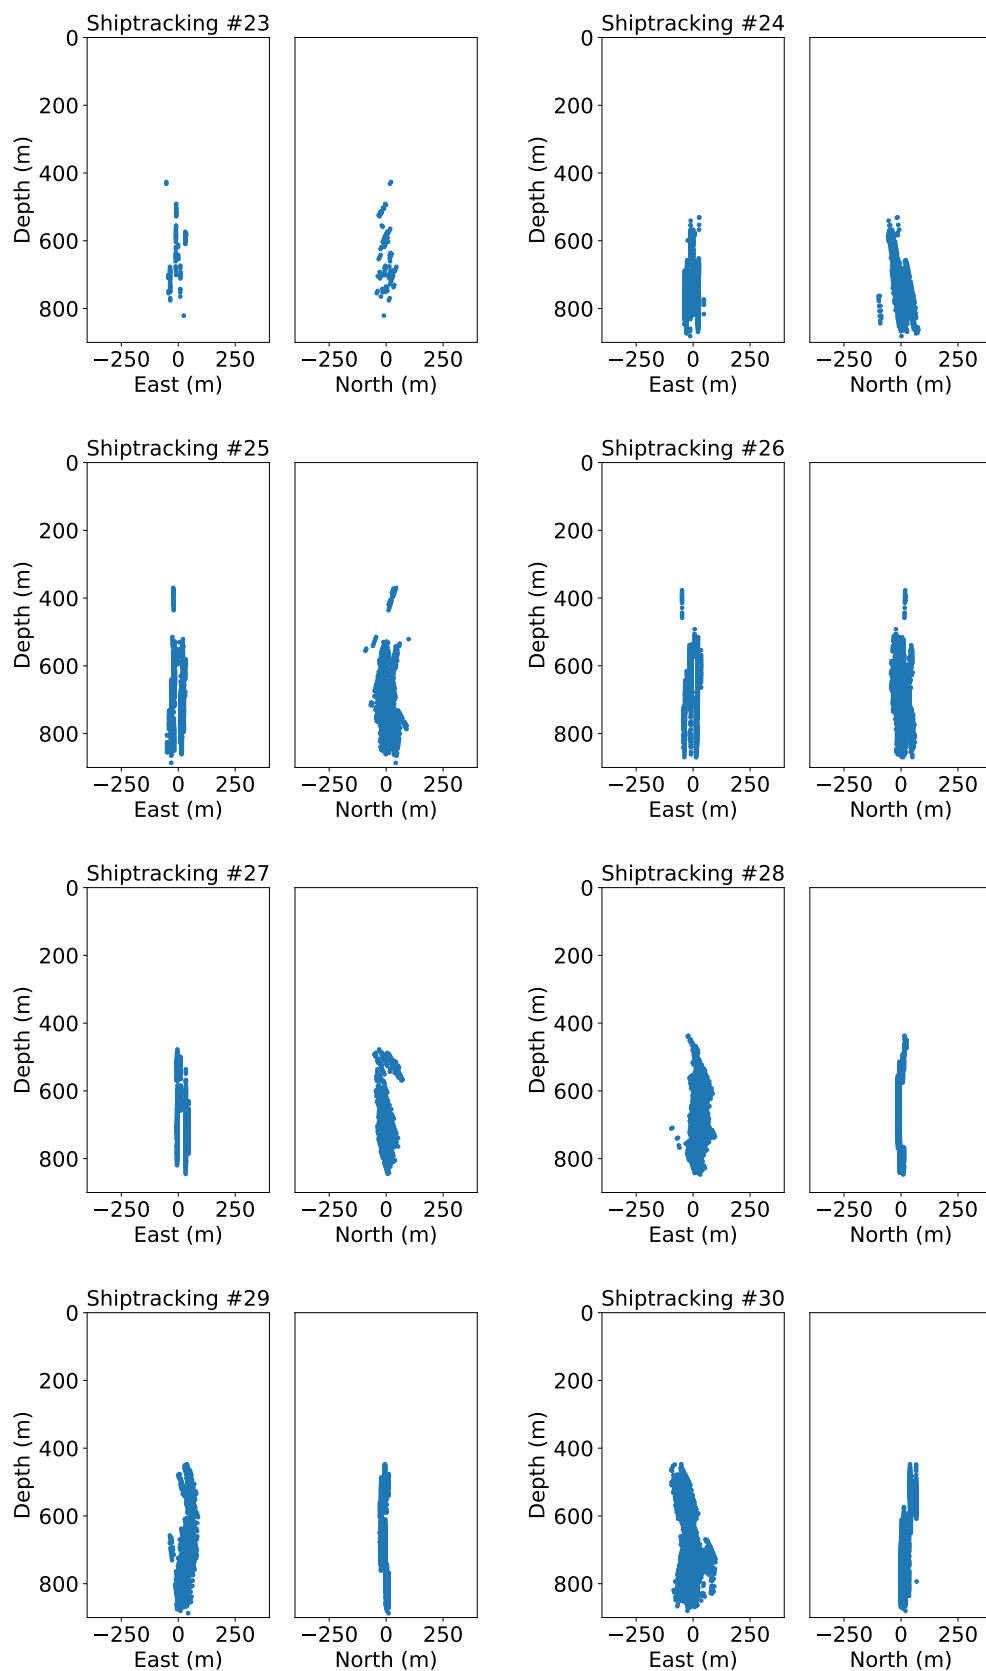 Shiptracking #23
Shiptracking #24
0
200
400
600
800
Depth (m)
−250 0 250
East (m)
−250 0 250
North (m)
0
200
400
600
800
Depth (m)
−250 0 250
East (m)
−250 0 250
North (m)
Shiptracking #25
Shiptracking #26
0
200
400
600
800
Depth (m)
−250 0 250
East (m)
−250 0 250
North (m)
0
200
400
600
800
Depth (m)
−250 0 250
East (m)
−250 0 250
North (m)
Shiptracking #27
Shiptracking #28
0
200
400
600
800
Depth (m)
−250 0 250
East (m)
−250 0 250
North (m)
0
200
400
600
800
Depth (m)
−250 0 250
East (m)
−250 0 250
North (m)
Shiptracking #29
Shiptracking #30
0
200
400
600
800
Depth (m)
−250 0 250
East (m)
−250 0 250
North (m)
0
200
400
600
800
Depth (m)
−250 0 250
East (m)
−250 0 250
North (m)